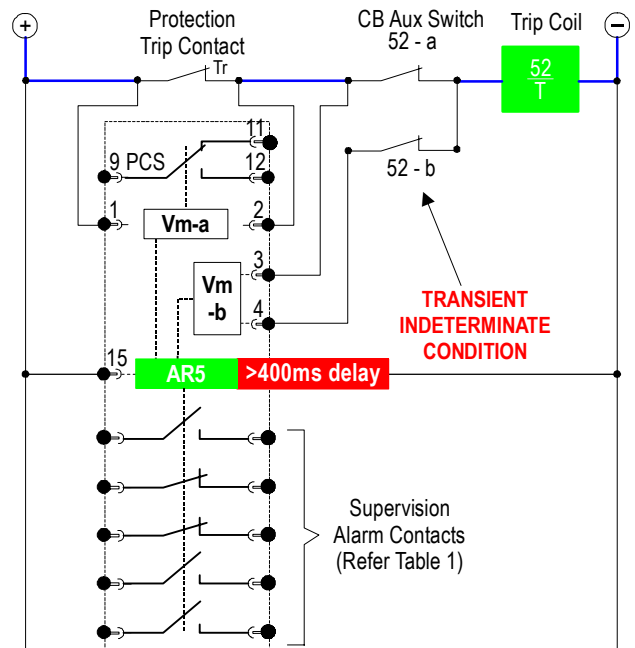 +
Protection
Trip Contact
CB Aux Switch
52 - a
Trip Coil
−
Tr
52
T
11
9 PCS
12
52 - b
1
Vm-a
2
3
Vm
-b
4
TRANSIENT
INDETERMINATE
CONDITION
15
AR5
>400ms delay
Supervision
Alarm Contacts
(Refer Table 1)